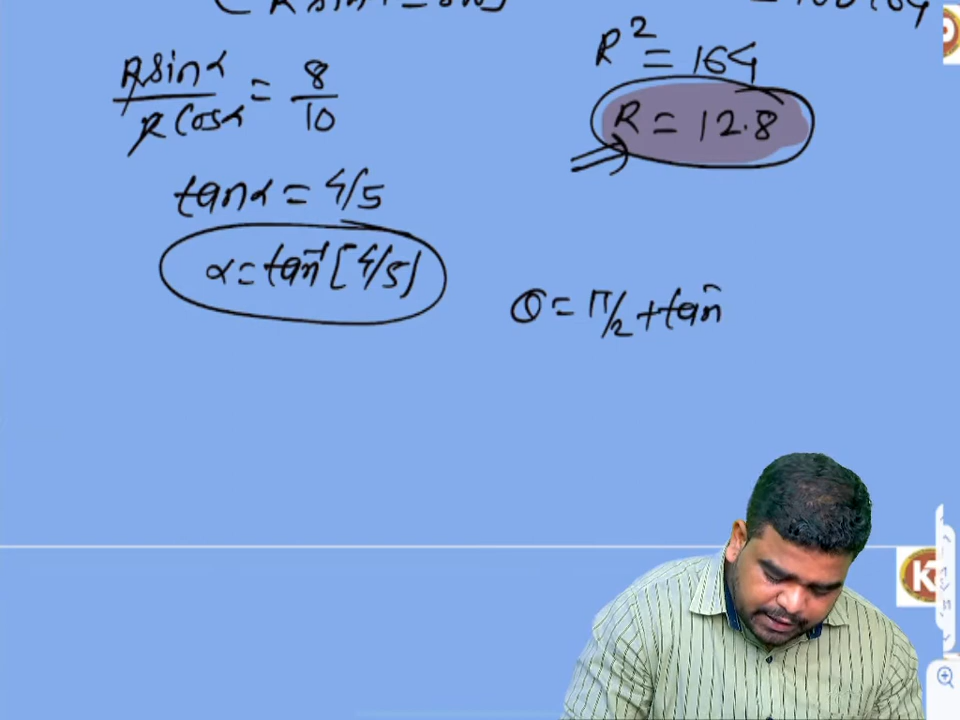 R sinα / R cosα = 8/10
tanα = 4/5
α = tan⁻¹[4/5)
R² = 164
R = 12.8
θ = π/2 + tan⁻
K